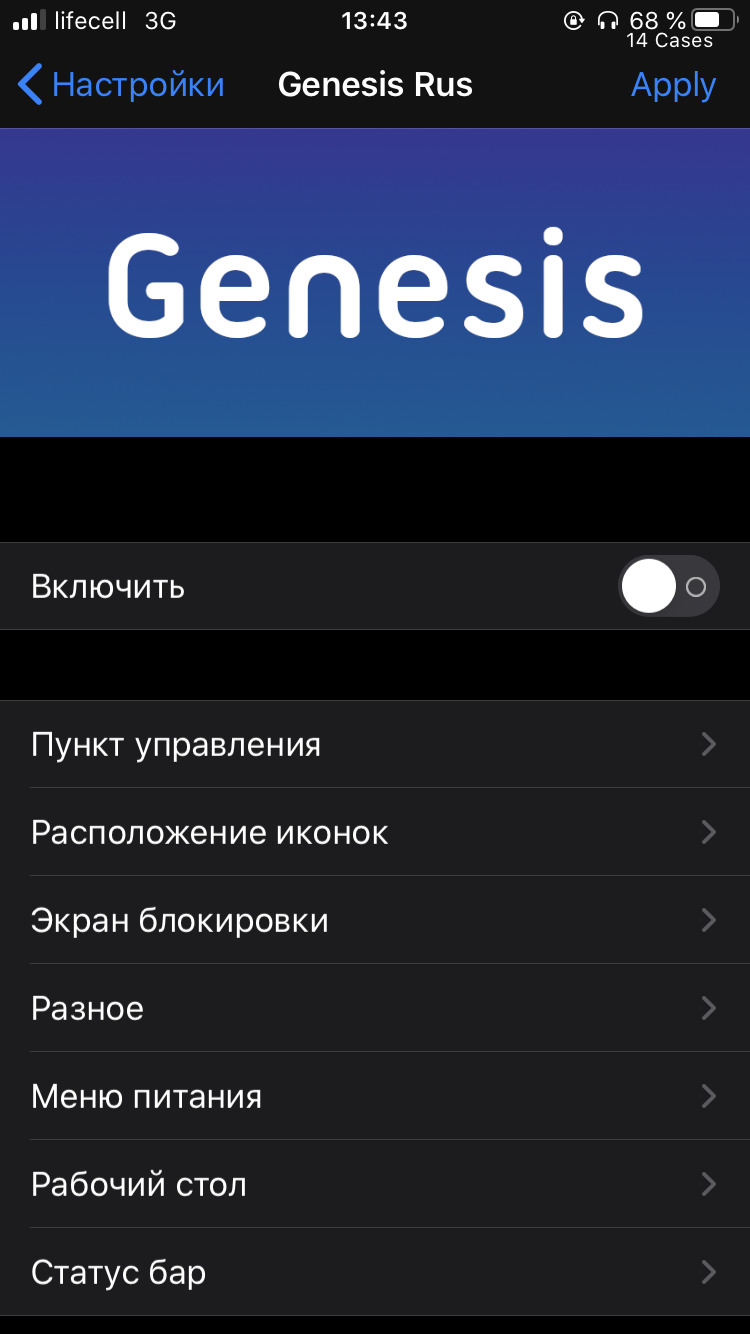 lifecell 3G 13:43 68 %
14 Cases
Настройки Genesis Rus Apply
Genesis
Включить
Пункт управления
Расположение иконок
Экран блокировки
Разное
Меню питания
Рабочий стол
Статус бар